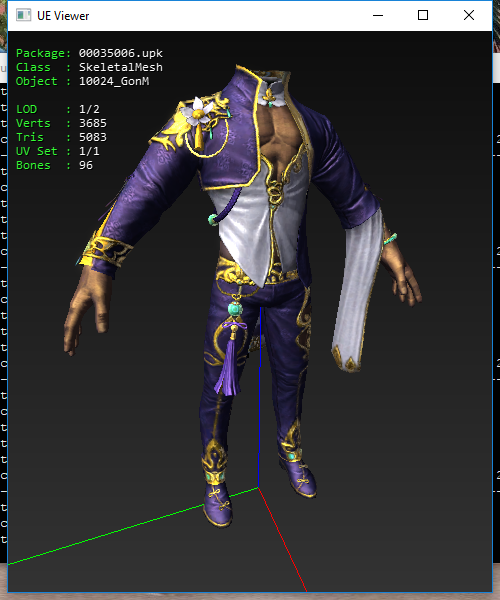 UE Viewer
Package: 00035006.upk
Class : SkeletalMesh
Object : 10024_GonM
LOD : 1/2
Verts : 3685
Tris : 5083
UV Set : 1/1
Bones : 96